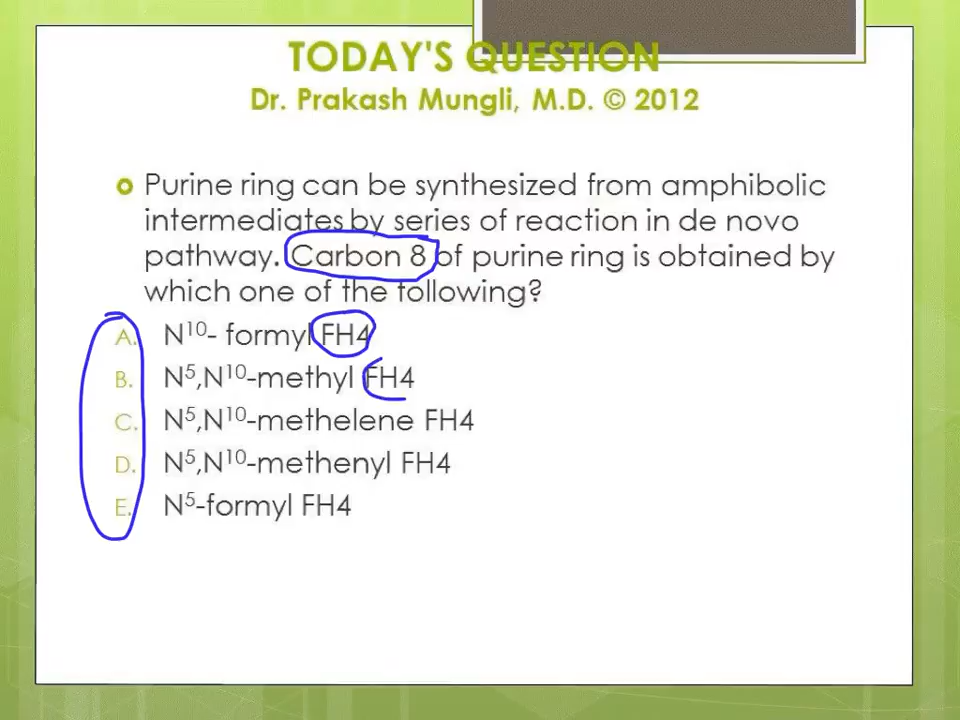 TODAY'S QUESTION
Dr. Prakash Mungli, M.D. © 2012
Purine ring can be synthesized from amphibolic
intermediates by series of reaction in de novo
pathway. Carbon 8 of purine ring is obtained by
which one of the following?
A. N¹⁰- formyl FH4
B. N⁵,N¹⁰-methyl FH4
C. N⁵,N¹⁰-methelene FH4
D. N⁵,N¹⁰-methenyl FH4
E. N⁵-formyl FH4